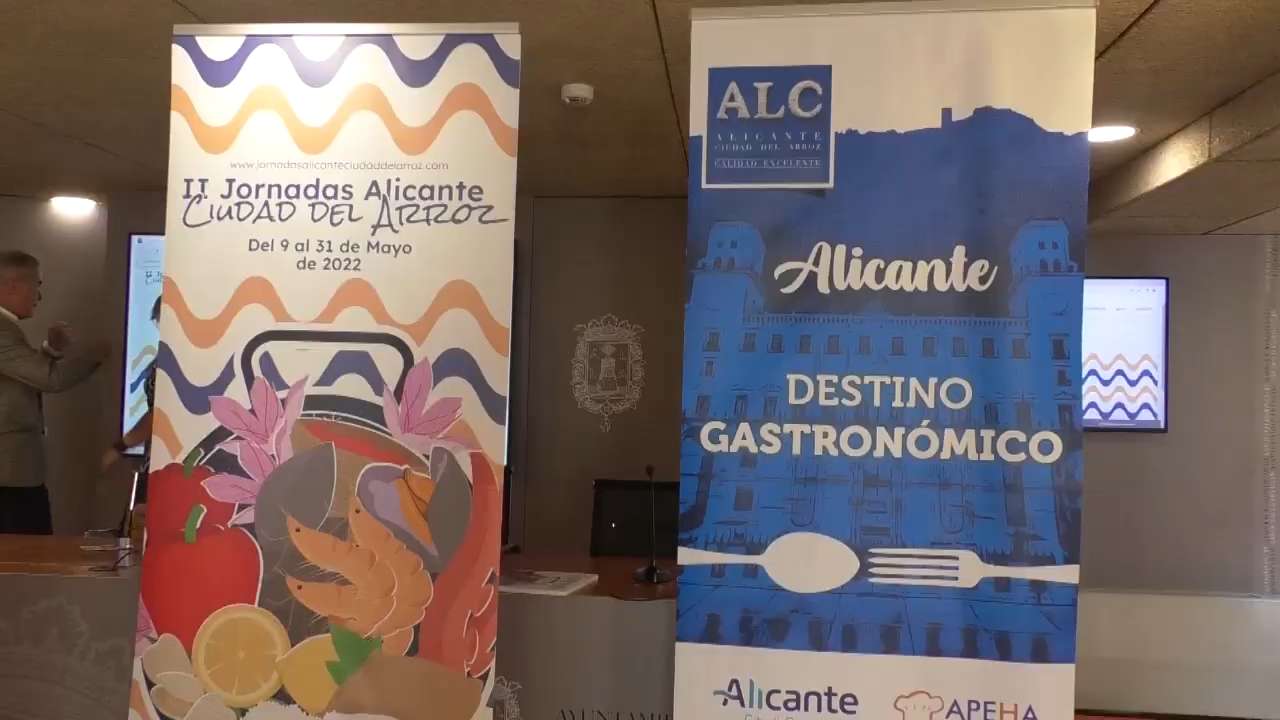 www.jornadasalicanteciudaddelarroz.com
II Jornadas Alicante
Ciudad del Arroz
Del 9 al 31 de Mayo
de 2022
ALC
ALICANTE
CIUDAD DEL ARROZ
CALIDAD EXCELENTE
Alicante
DESTINO
GASTRONÓMICO
Alicante
APEHA